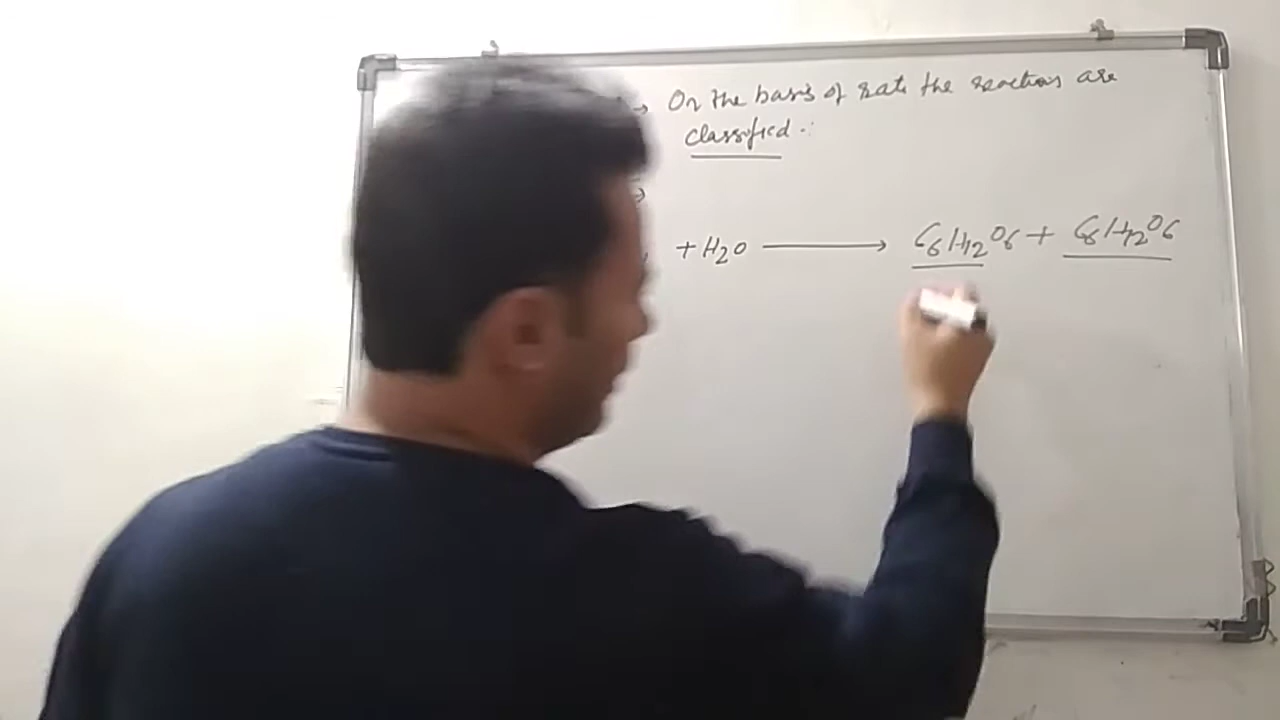 → On the basis of rate the reactions are
classified :
→
+ H2O → C6H12O6 + C6H12O6